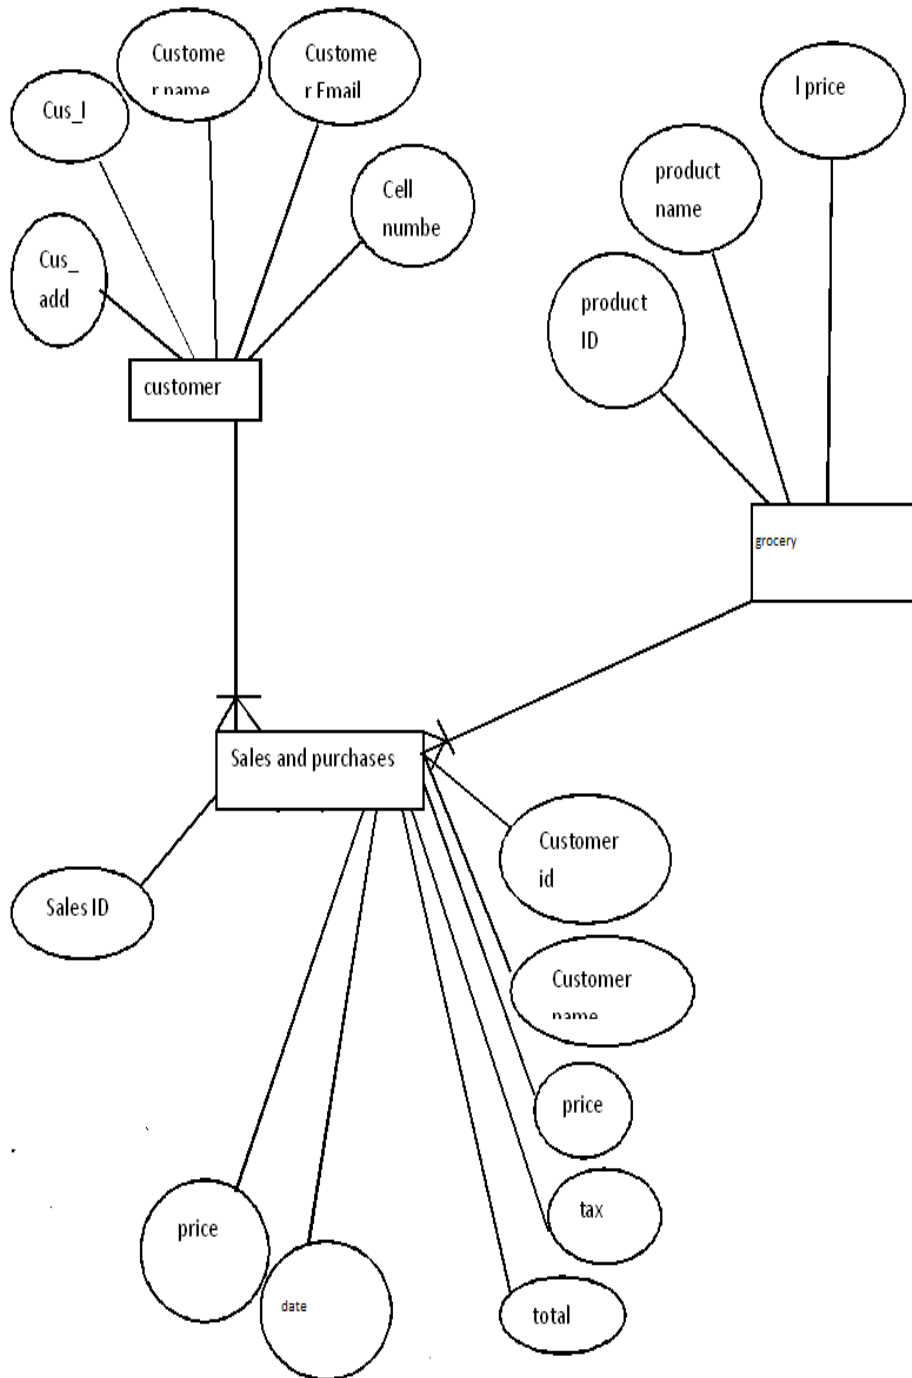 Custome
r name
Custome
r Email
Cus_I
Cell
numbe
Cus_
add
customer
I price
product
name
product
ID
grocery
Sales and purchases
Sales ID
Customer
id
Customer
name
price
tax
total
price
date